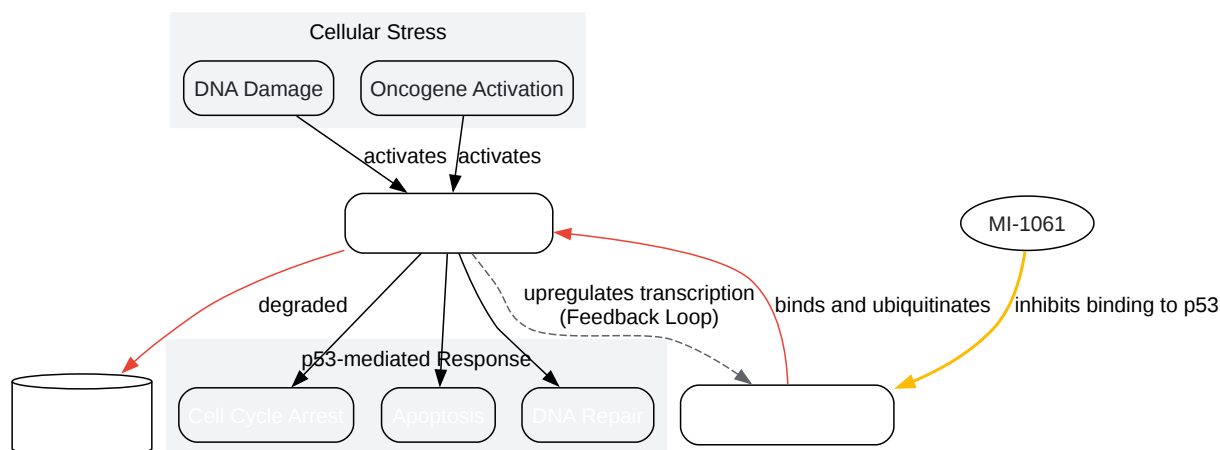 Cellular Stress
DNA Damage
Oncogene Activation
activates
activates
MI-1061
degraded
upregulates transcription
(Feedback Loop)
binds and ubiquitinates
inhibits binding to p53
p53-mediated Response
Cell Cycle Arrest
Apoptosis
DNA Repair